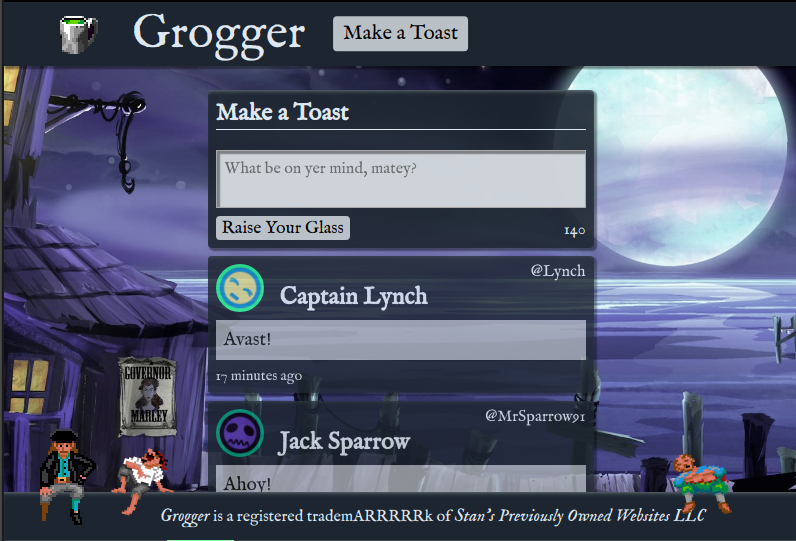 Grogger
Make a Toast
Make a Toast
What be on yer mind, matey?
Raise Your Glass
140
@Lynch
Captain Lynch
Avast!
17 minutes ago
GOVERNOR
MARLEY
@MrSparrow91
Jack Sparrow
Ahoy!
Grogger is a registered trademARRRRRk of Stan's Previously Owned Websites LLC